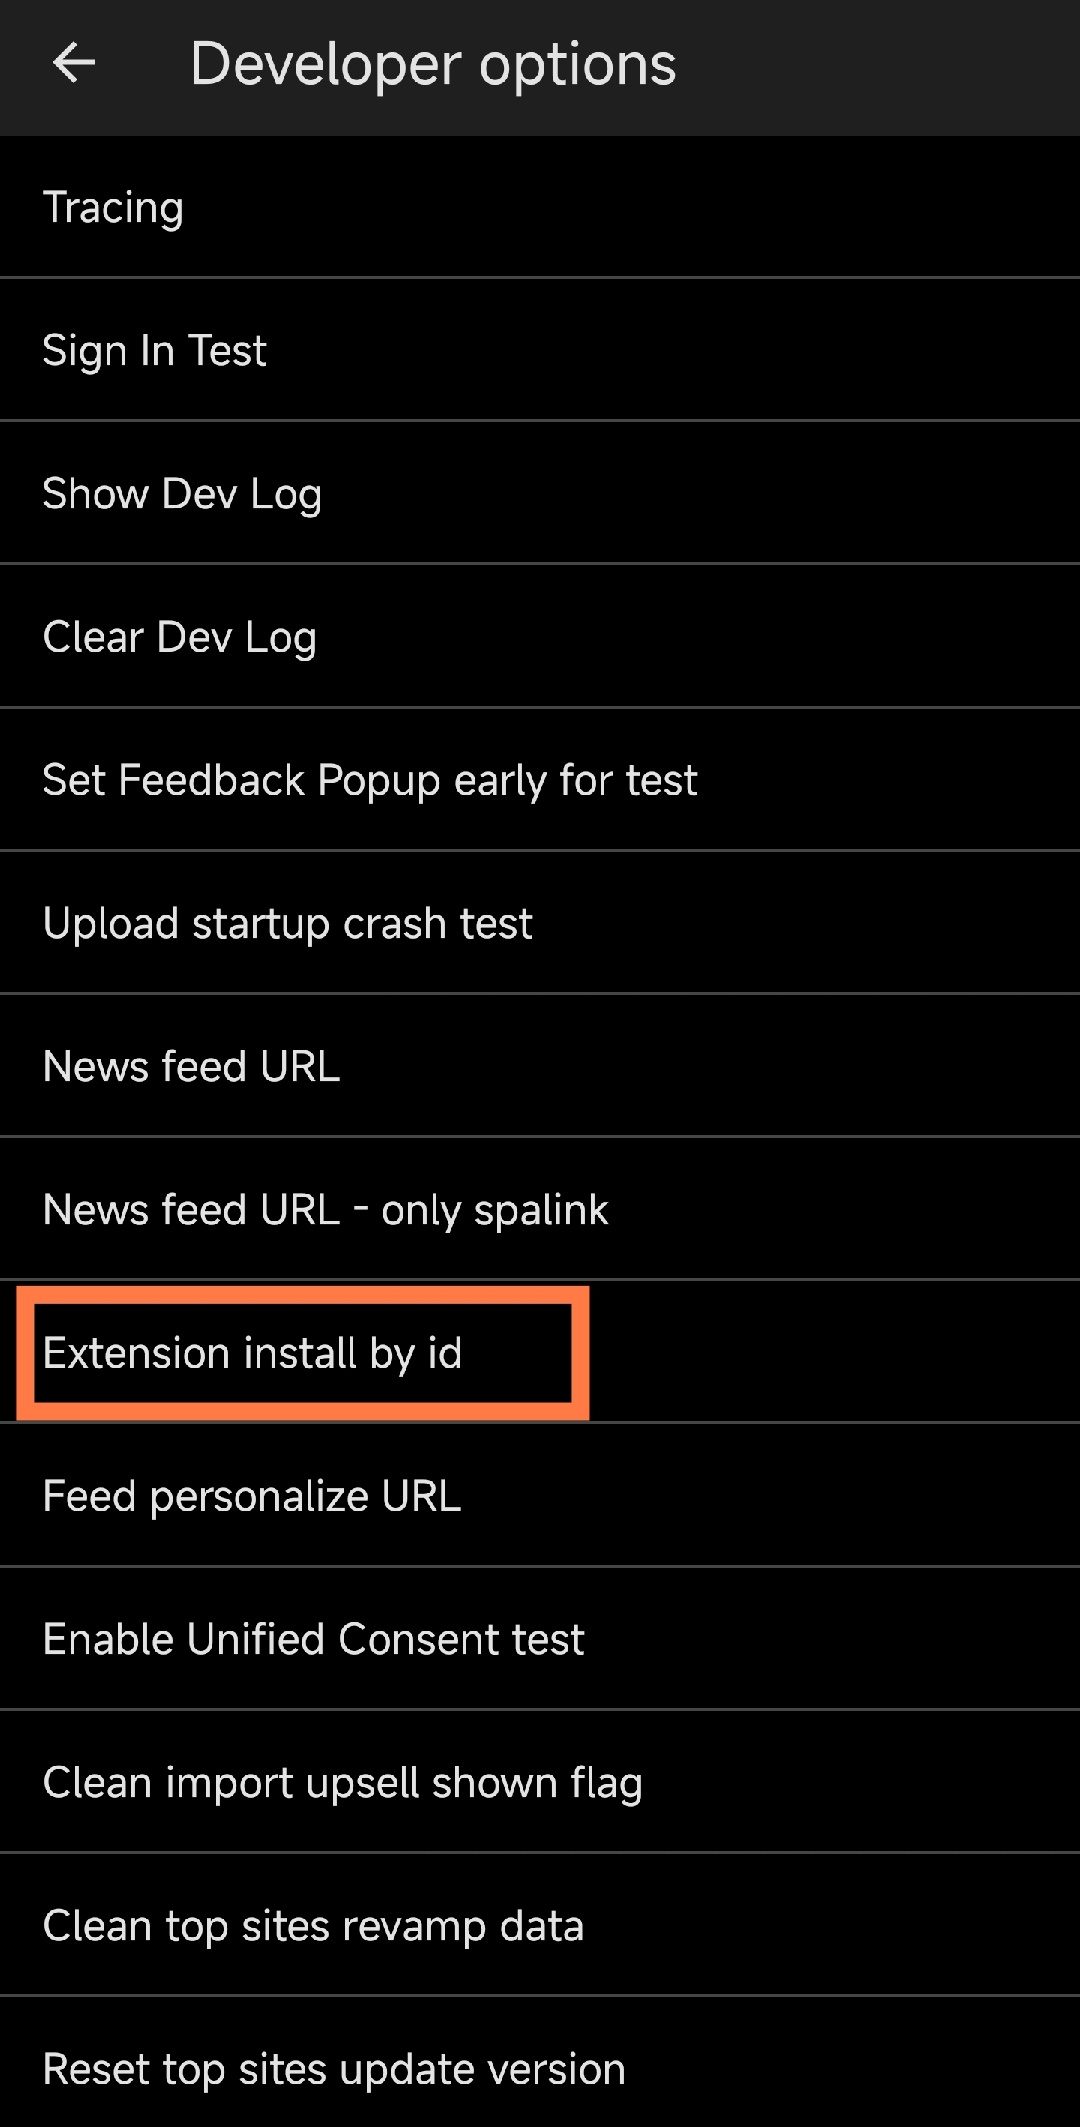 Developer options
Tracing
Sign In Test
Show Dev Log
Clear Dev Log
Set Feedback Popup early for test
Upload startup crash test
News feed URL
News feed URL - only spalink
Extension install by id
Feed personalize URL
Enable Unified Consent test
Clean import upsell shown flag
Clean top sites revamp data
Reset top sites update version